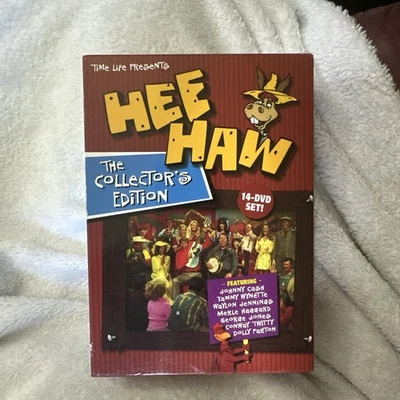 Time Life Presents
HEE
HAW
The
Collector's
Edition
14-DVD
SET!
- FEATURING -
JOHNNY CASH
TAMMY WYNETTE
WAYLON JENNINGS
MERLE HAGGARD
GEORGE JONES
CONWAY TWITTY
DOLLY PARTON